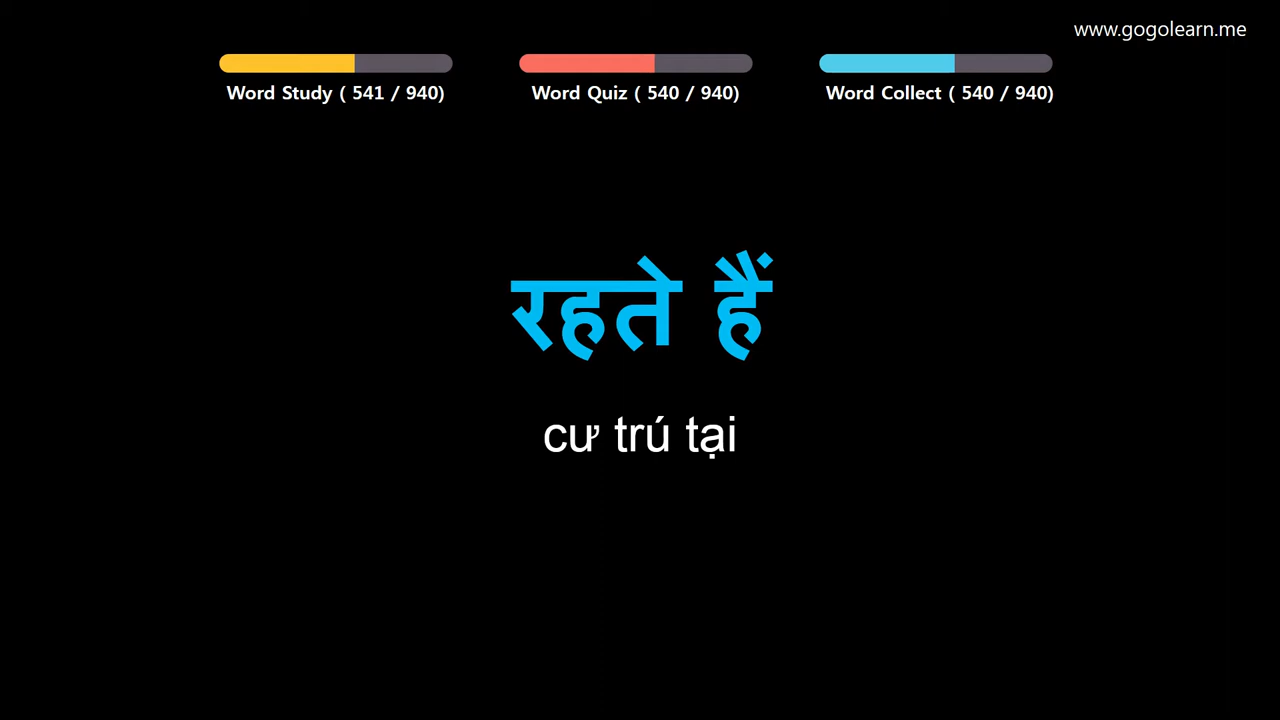 www.gogolearn.me
Word Study ( 541 / 940)
Word Quiz ( 540 / 940)
Word Collect ( 540 / 940)
रहते हैं
cư trú tại